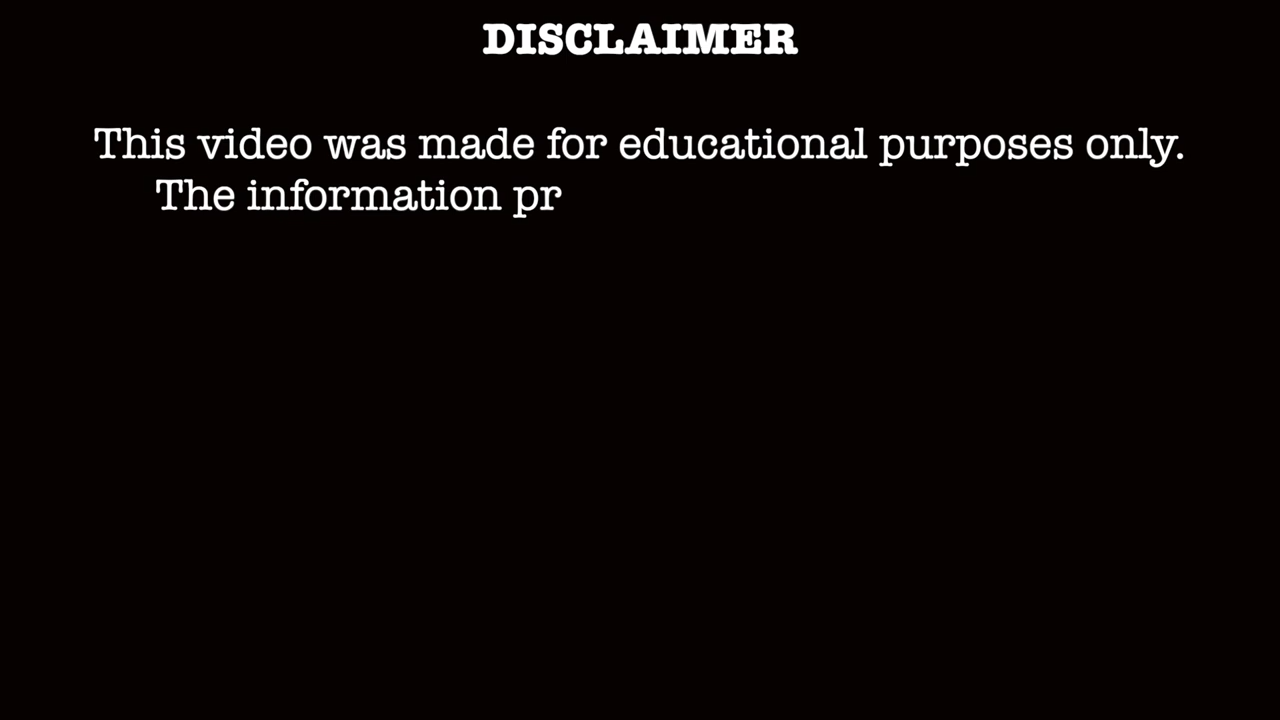 DISCLAIMER
This video was made for educational purposes only.
The information pr